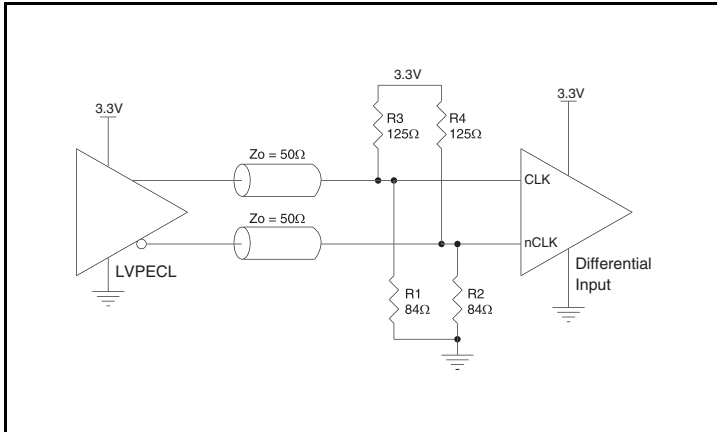 3.3V
3.3V
3.3V
R3
125Ω
R4
125Ω
Zo = 50Ω
CLK
Zo = 50Ω
nCLK
LVPECL
Differential
Input
R1
84Ω
R2
84Ω